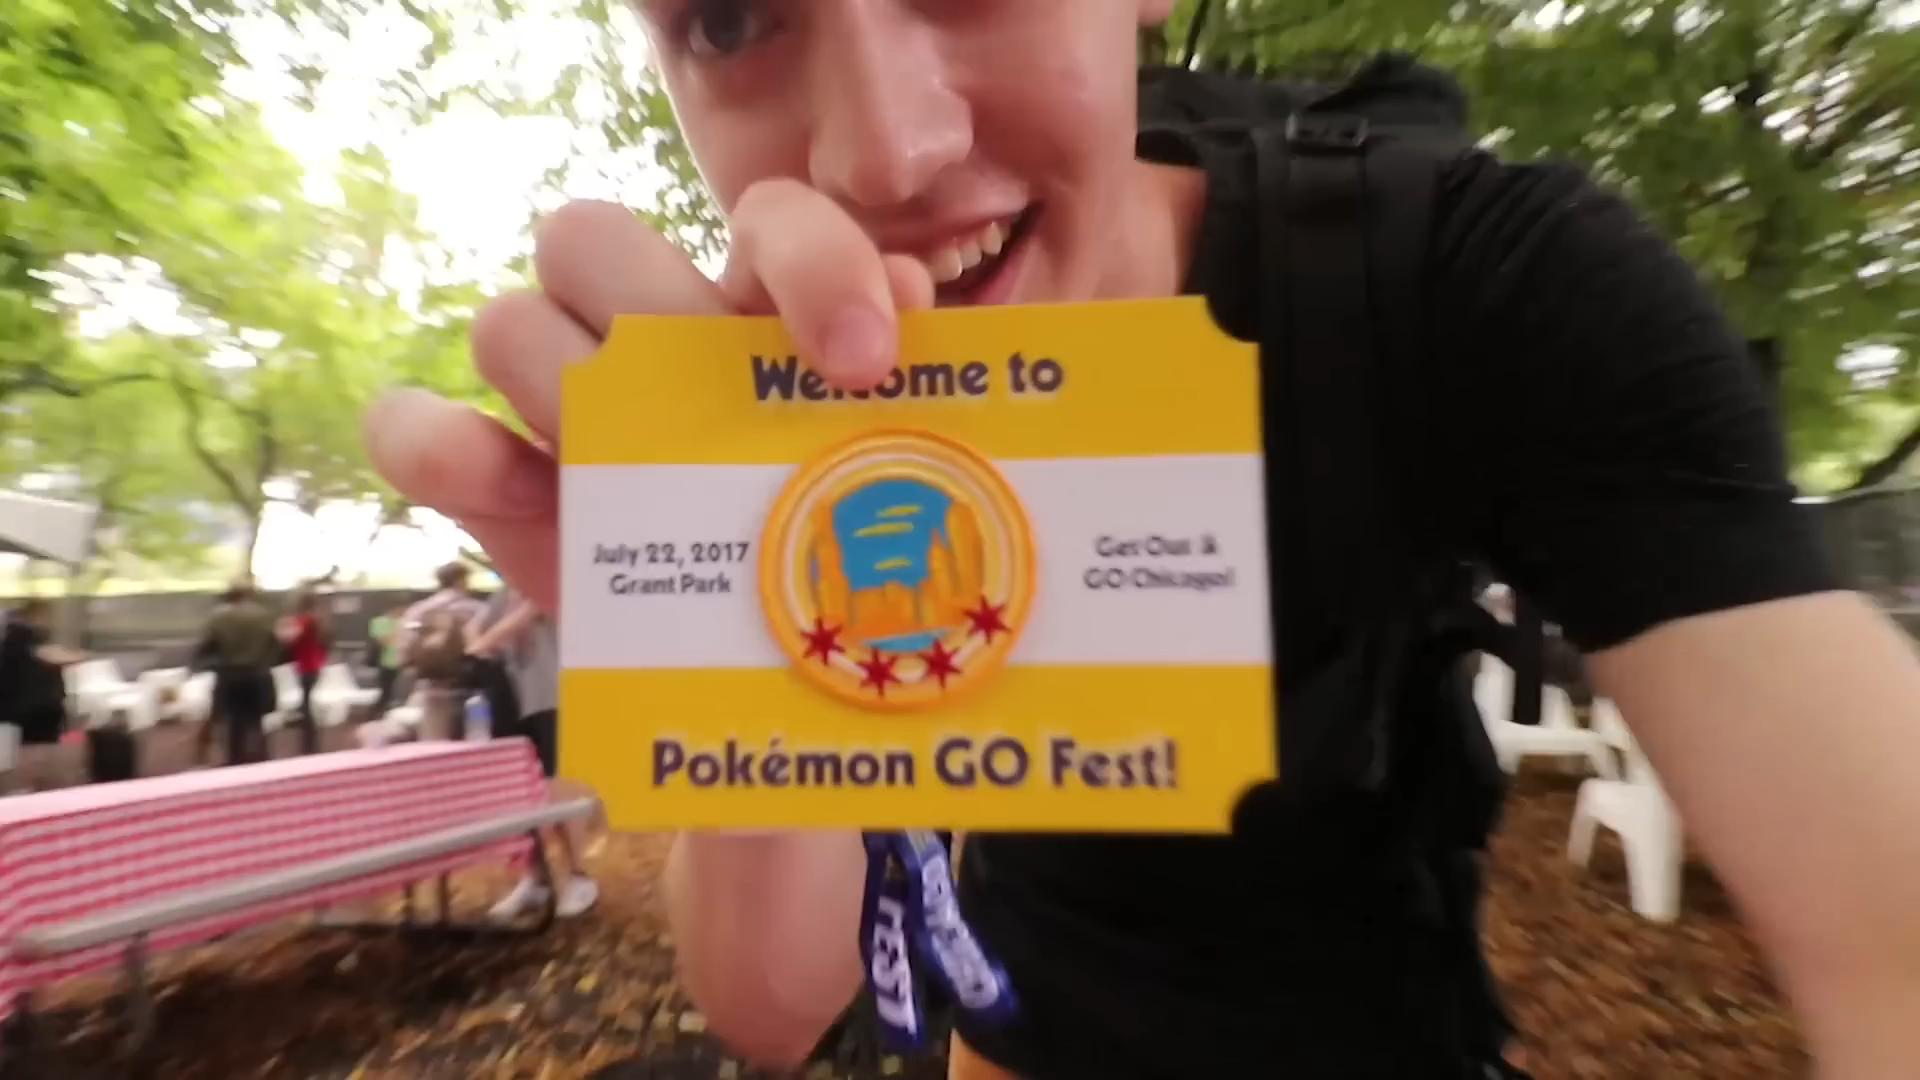 Welcome to
July 22, 2017
Grant Park
Get Out &
GO Chicago!
Pokémon GO Fest!